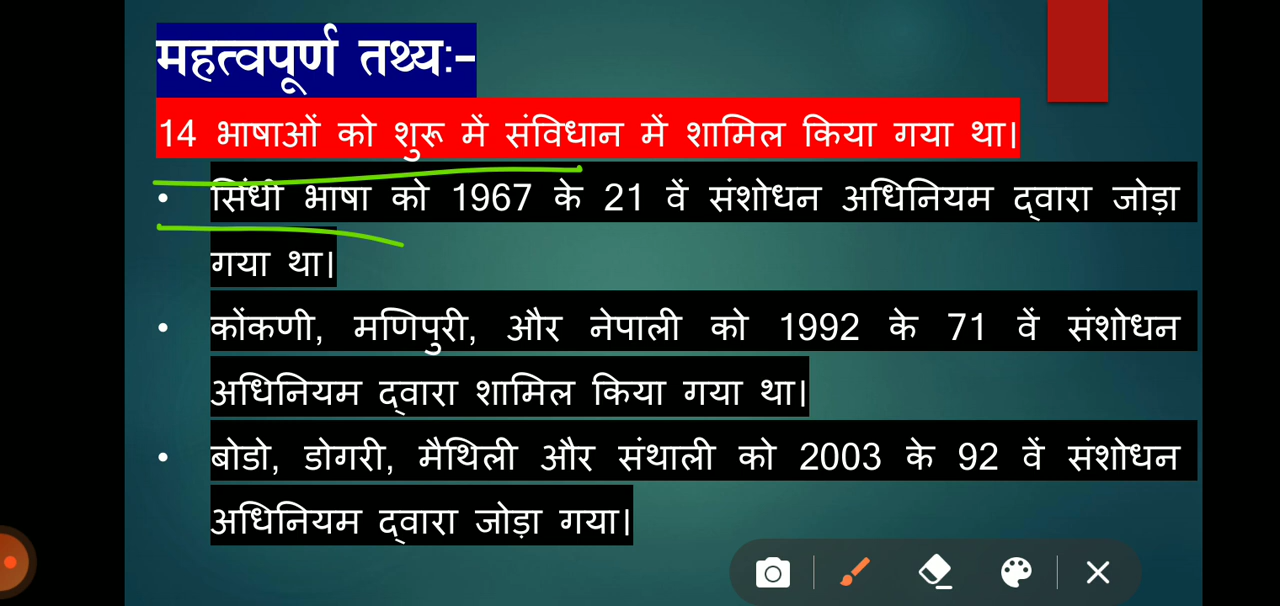 महत्वपूर्ण तथ्यः-
14 भाषाओं को शुरू में संविधान में शामिल किया गया था।
• सिंधी भाषा को 1967 के 21 वें संशोधन अधिनियम द्वारा जोड़ा
गया था।
• कोंकणी, मणिपुरी, और नेपाली को 1992 के 71 वें संशोधन
अधिनियम द्वारा शामिल किया गया था।
• बोडो, डोगरी, मैथिली और संथाली को 2003 के 92 वें संशोधन
अधिनियम द्वारा जोड़ा गया।